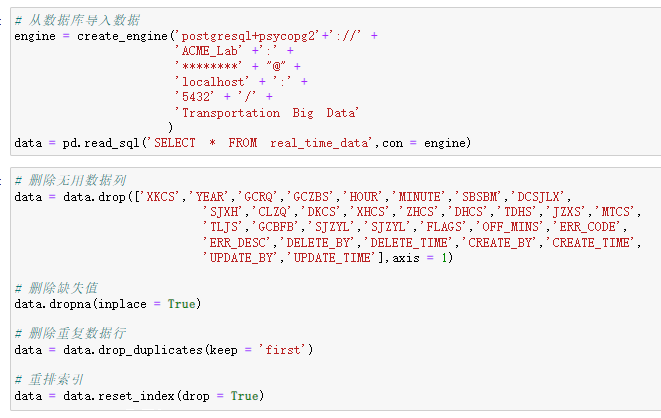 # 从数据库导入数据
engine = create_engine('postgresql+psycopg2'+'://' +
'ACME_Lab' +':' +
'********' + "@" +
'localhost' + ':' +
'5432' + '/' +
'Transportation Big Data'
)
data = pd.read_sql('SELECT * FROM real_time_data',con = engine)
# 删除无用数据列
data = data.drop(['XKCS','YEAR','GCRQ','GCZBS','HOUR','MINUTE','SBSBM','DCSJLX',
'SJXH','CLZQ','DKCS','XHCS','ZHCS','DHCS','TDHS','JZXS','MTCS',
'TLJS','GCBFB','SJZYL','SJZYL','FLAGS','OFF_MINS','ERR_CODE',
'ERR_DESC','DELETE_BY','DELETE_TIME','CREATE_BY','CREATE_TIME',
'UPDATE_BY','UPDATE_TIME'],axis = 1)
# 删除缺失值
data.dropna(inplace = True)
# 删除重复数据行
data = data.drop_duplicates(keep = 'first')
# 重排索引
data = data.reset_index(drop = True)